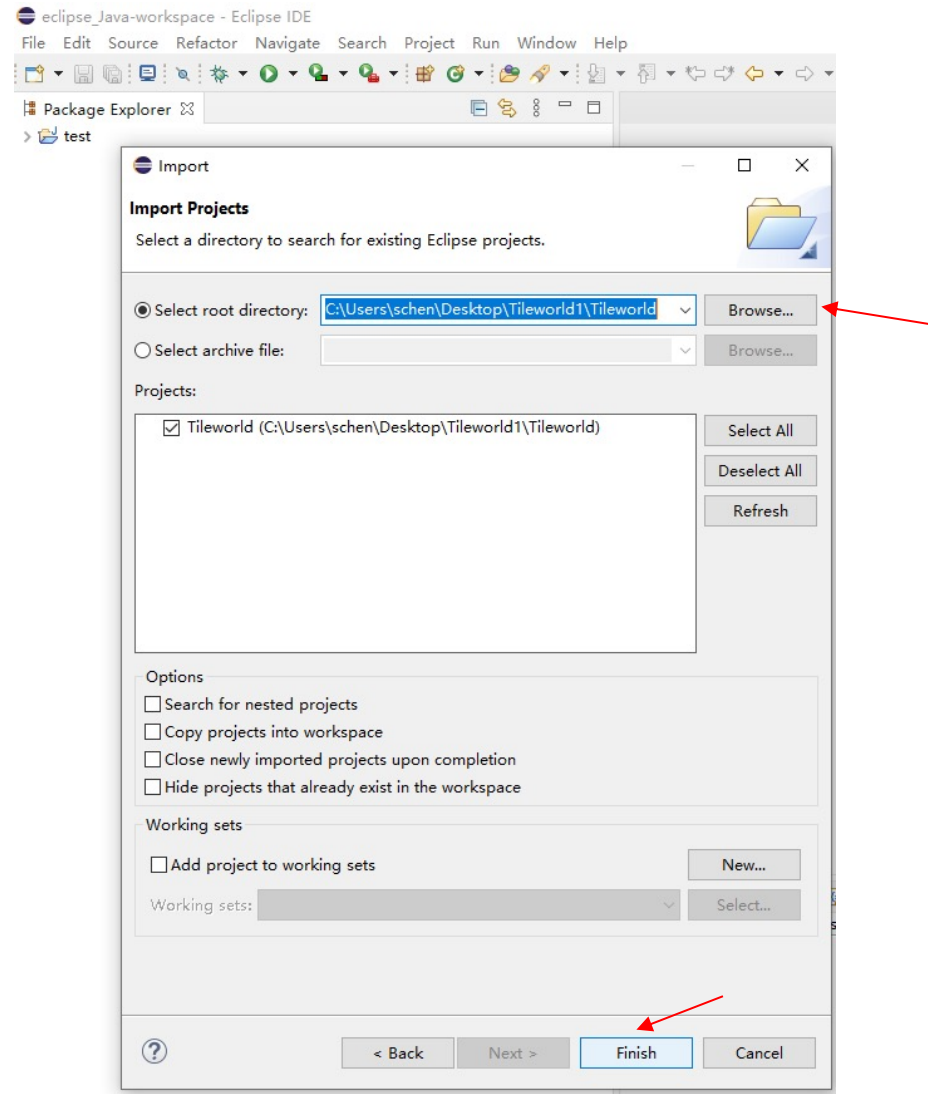 eclipse_Java-workspace - Eclipse IDE
File Edit Source Refactor Navigate Search Project Run Window Help
Package Explorer
test
Import
Import Projects
Select a directory to search for existing Eclipse projects.
Select root directory: C:\Users\schen\Desktop\Tileworld1\Tileworld Browse...
Select archive file: Browse...
Projects:
Tileworld (C:\Users\schen\Desktop\Tileworld1\Tileworld)
Select All
Deselect All
Refresh
Options
Search for nested projects
Copy projects into workspace
Close newly imported projects upon completion
Hide projects that already exist in the workspace
Working sets
Add project to working sets New...
Working sets: Select...
? < Back Next > Finish Cancel